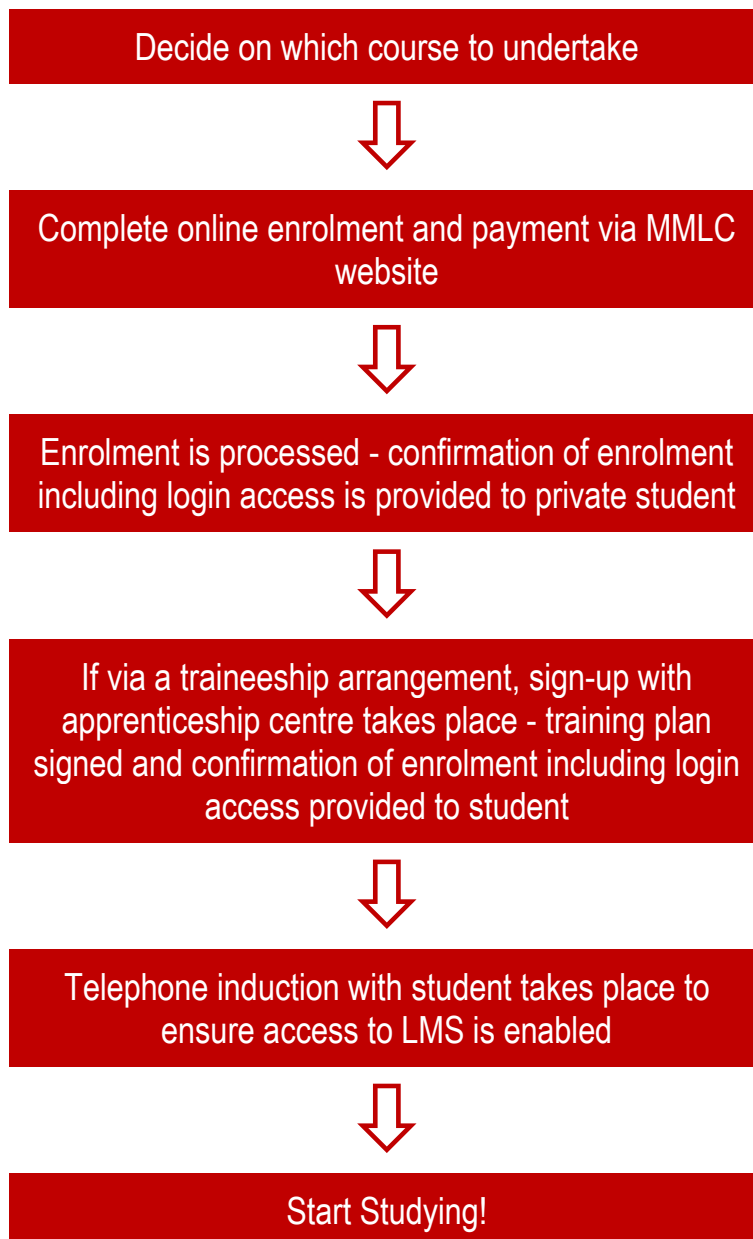 Decide on which course to undertake
Complete online enrolment and payment via MMLC
website
Enrolment is processed - confirmation of enrolment
including login access is provided to private student
If via a traineeship arrangement, sign-up with
apprenticeship centre takes place - training plan
signed and confirmation of enrolment including login
access provided to student
Telephone induction with student takes place to
ensure access to LMS is enabled
Start Studying!